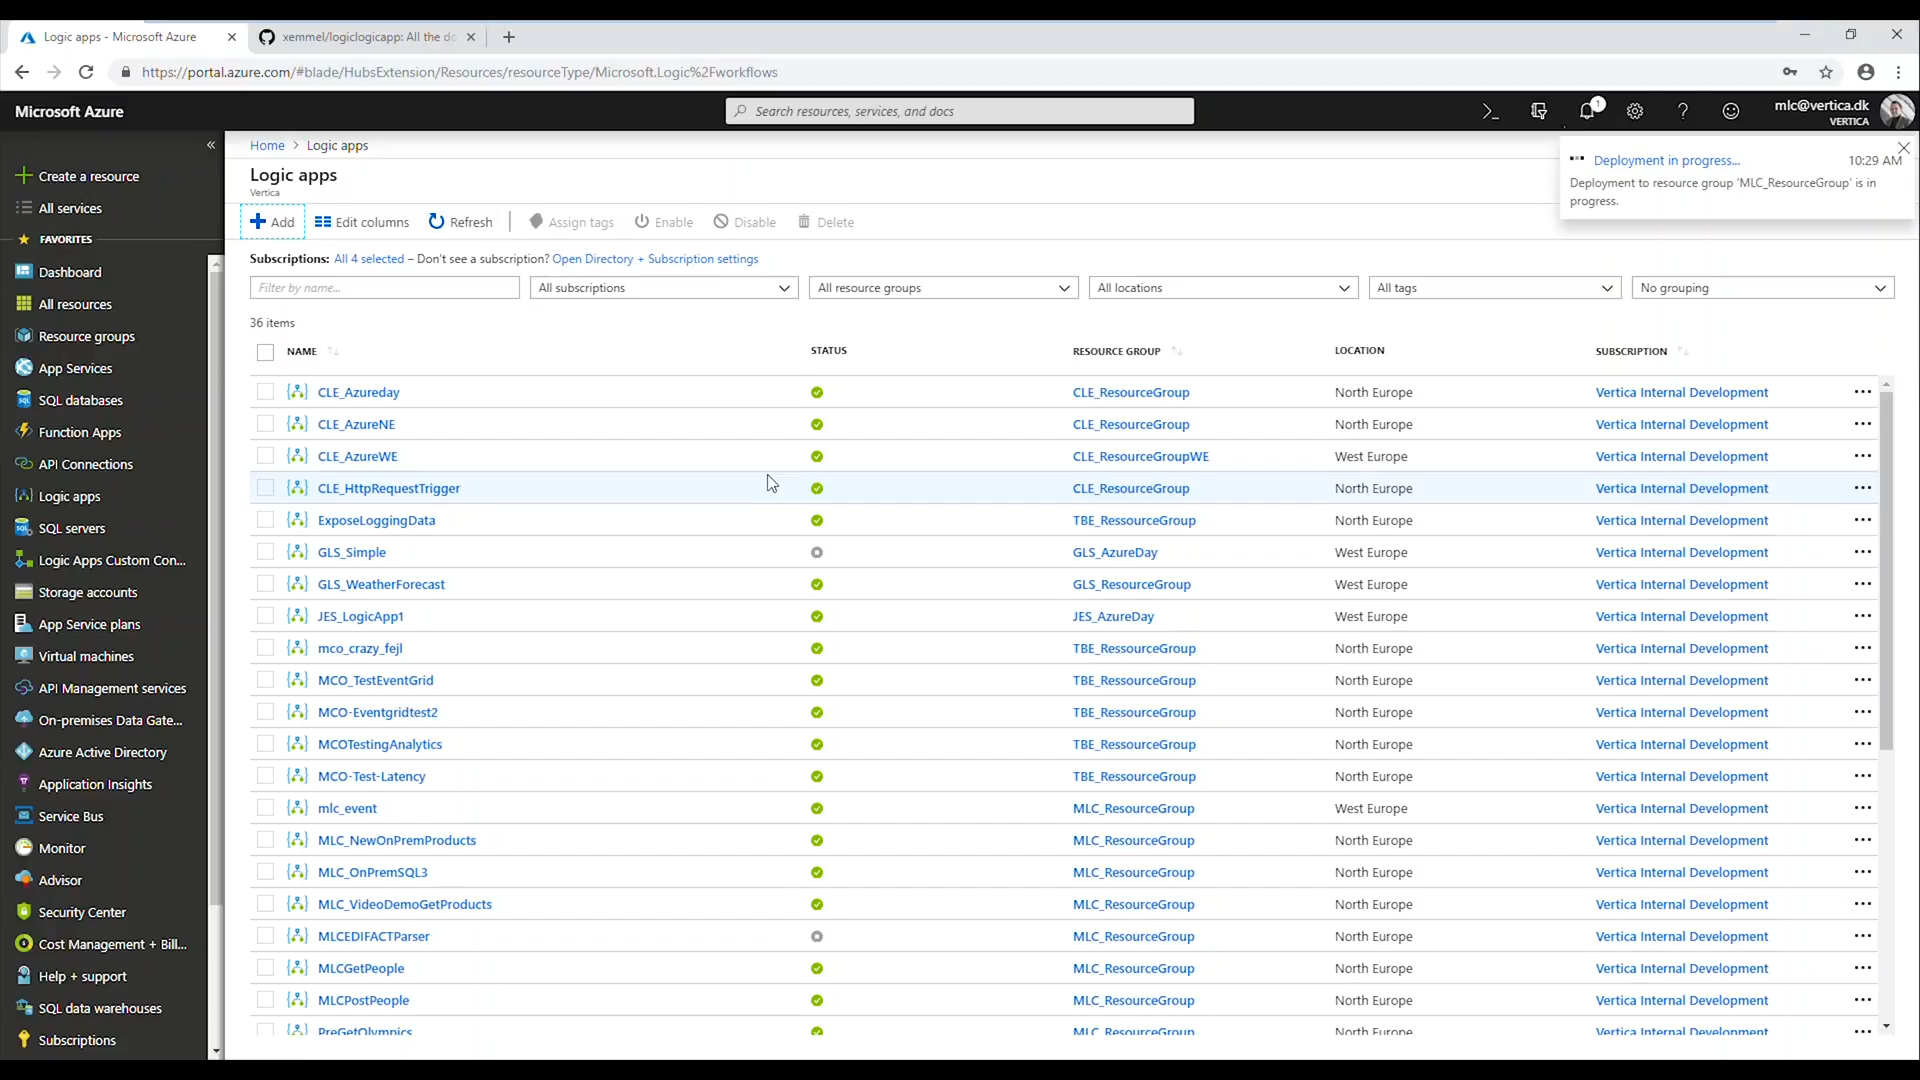 Logic apps - Microsoft Azure
xemmel/logiclogicapp: All the do
https://portal.azure.com/#blade/HubsExtension/Resources/resourceType/Microsoft.Logic%2Fworkflows
Microsoft Azure
Search resources, services, and docs
1
mlc@vertica.dk
VERTICA
Create a resource
All services
FAVORITES
Dashboard
All resources
Resource groups
App Services
SQL databases
Function Apps
API Connections
Logic apps
SQL servers
Logic Apps Custom Con...
Storage accounts
App Service plans
Virtual machines
API Management services
On-premises Data Gate...
Azure Active Directory
Application Insights
Service Bus
Monitor
Advisor
Security Center
Cost Management + Bill...
Help + support
SQL data warehouses
Subscriptions
Home > Logic apps
Logic apps
Vertica
Deployment in progress... 10:29 AM
Deployment to resource group 'MLC_ResourceGroup' is in
progress.
Add Edit columns Refresh Assign tags Enable Disable Delete
Subscriptions: All 4 selected – Don't see a subscription? Open Directory + Subscription settings
Filter by name... All subscriptions All resource groups All locations All tags No grouping
36 items
NAME STATUS RESOURCE GROUP LOCATION SUBSCRIPTION
CLE_Azureday CLE_ResourceGroup North Europe Vertica Internal Development
CLE_AzureNE CLE_ResourceGroup North Europe Vertica Internal Development
CLE_AzureWE CLE_ResourceGroupWE West Europe Vertica Internal Development
CLE_HttpRequestTrigger CLE_ResourceGroup North Europe Vertica Internal Development
ExposeLoggingData TBE_RessourceGroup North Europe Vertica Internal Development
GLS_Simple GLS_AzureDay West Europe Vertica Internal Development
GLS_WeatherForecast GLS_ResourceGroup West Europe Vertica Internal Development
JES_LogicApp1 JES_AzureDay West Europe Vertica Internal Development
mco_crazy_fejl TBE_RessourceGroup North Europe Vertica Internal Development
MCO_TestEventGrid TBE_RessourceGroup North Europe Vertica Internal Development
MCO-Eventgridtest2 TBE_RessourceGroup North Europe Vertica Internal Development
MCOTestingAnalytics TBE_RessourceGroup North Europe Vertica Internal Development
MCO-Test-Latency TBE_RessourceGroup North Europe Vertica Internal Development
mlc_event MLC_ResourceGroup West Europe Vertica Internal Development
MLC_NewOnPremProducts MLC_ResourceGroup North Europe Vertica Internal Development
MLC_OnPremSQL3 MLC_ResourceGroup North Europe Vertica Internal Development
MLC_VideoDemoGetProducts MLC_ResourceGroup North Europe Vertica Internal Development
MLCEDIFACTParser MLC_ResourceGroup North Europe Vertica Internal Development
MLCGetPeople MLC_ResourceGroup North Europe Vertica Internal Development
MLCPostPeople MLC_ResourceGroup North Europe Vertica Internal Development
PreGetOlympics MLC_ResourceGroup North Europe Vertica Internal Development